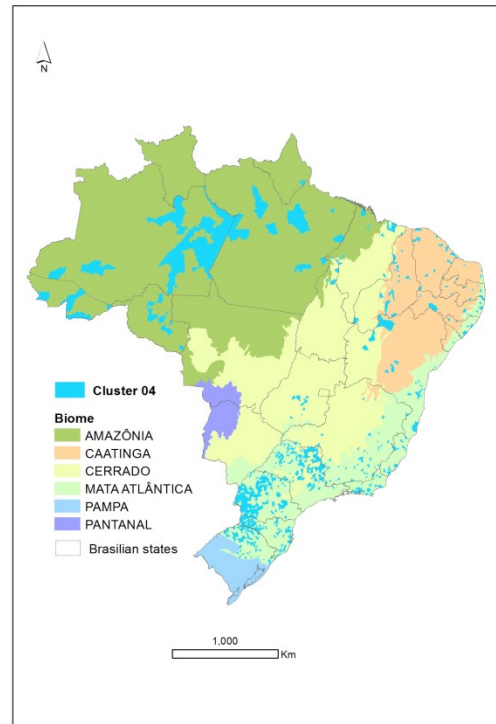 N
Cluster 04
Biome
AMAZÔNIA
CAATINGA
CERRADO
MATA ATLÂNTICA
PAMPA
PANTANAL
Brasilian states
1,000
Km